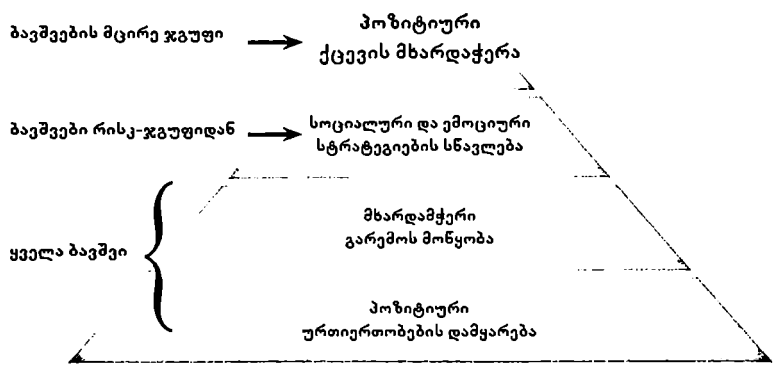 ბავშვების მცირე ჯგუფი
პოზიტიური
ქცევის მხარდაჭერა
ბავშვები რისკ-ჯგუფიდან
სოციალური და ემოციური
სტრატეგიების სწავლება
ყველა ბავშვი
მხარდამჭერი
გარემოს მოწყობა
პოზიტიური
ურთიერთობების დამყარება